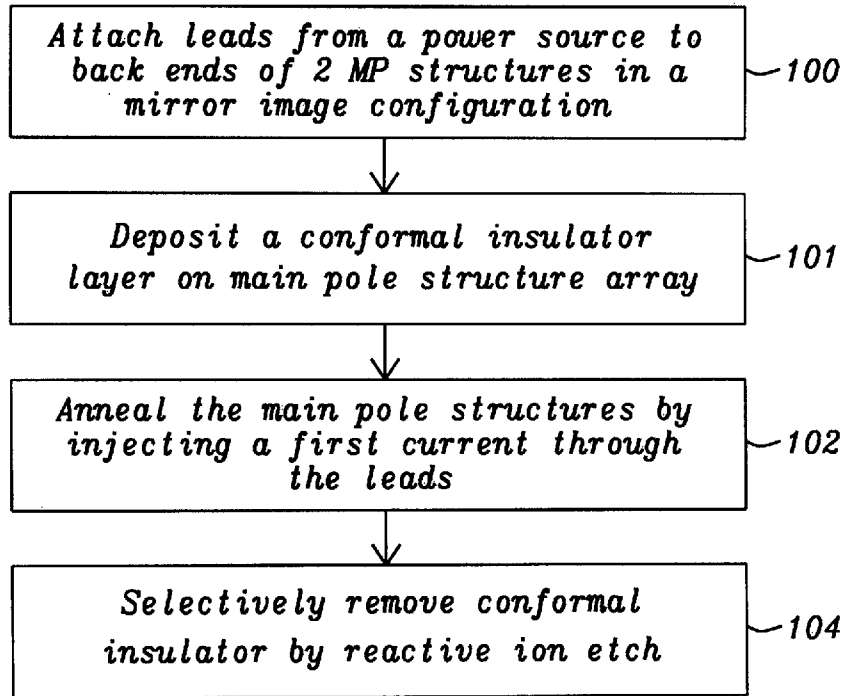 Attach leads from a power source to
back ends of 2 MP structures in a
mirror image configuration
100
Deposit a conformal insulator
layer on main pole structure array
101
Anneal the main pole structures by
injecting a first current through
the leads
102
Selectively remove conformal
insulator by reactive ion etch
104